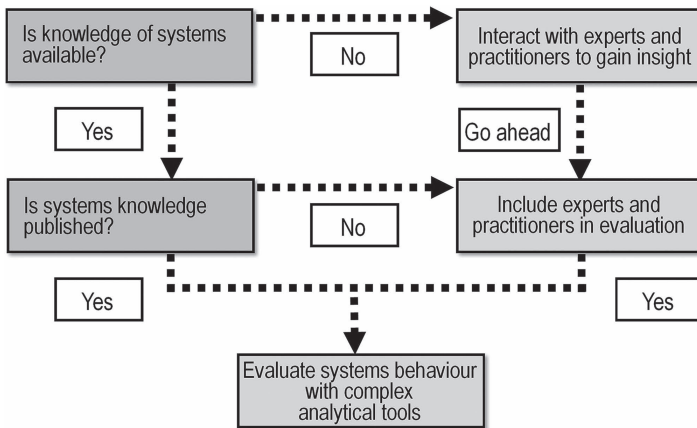 Is knowledge of systems
available?
No
Interact with experts and
practitioners to gain insight
Yes
Go ahead
Is systems knowledge
published?
No
Include experts and
practitioners in evaluation
Yes
Yes
Evaluate systems behaviour
with complex
analytical tools